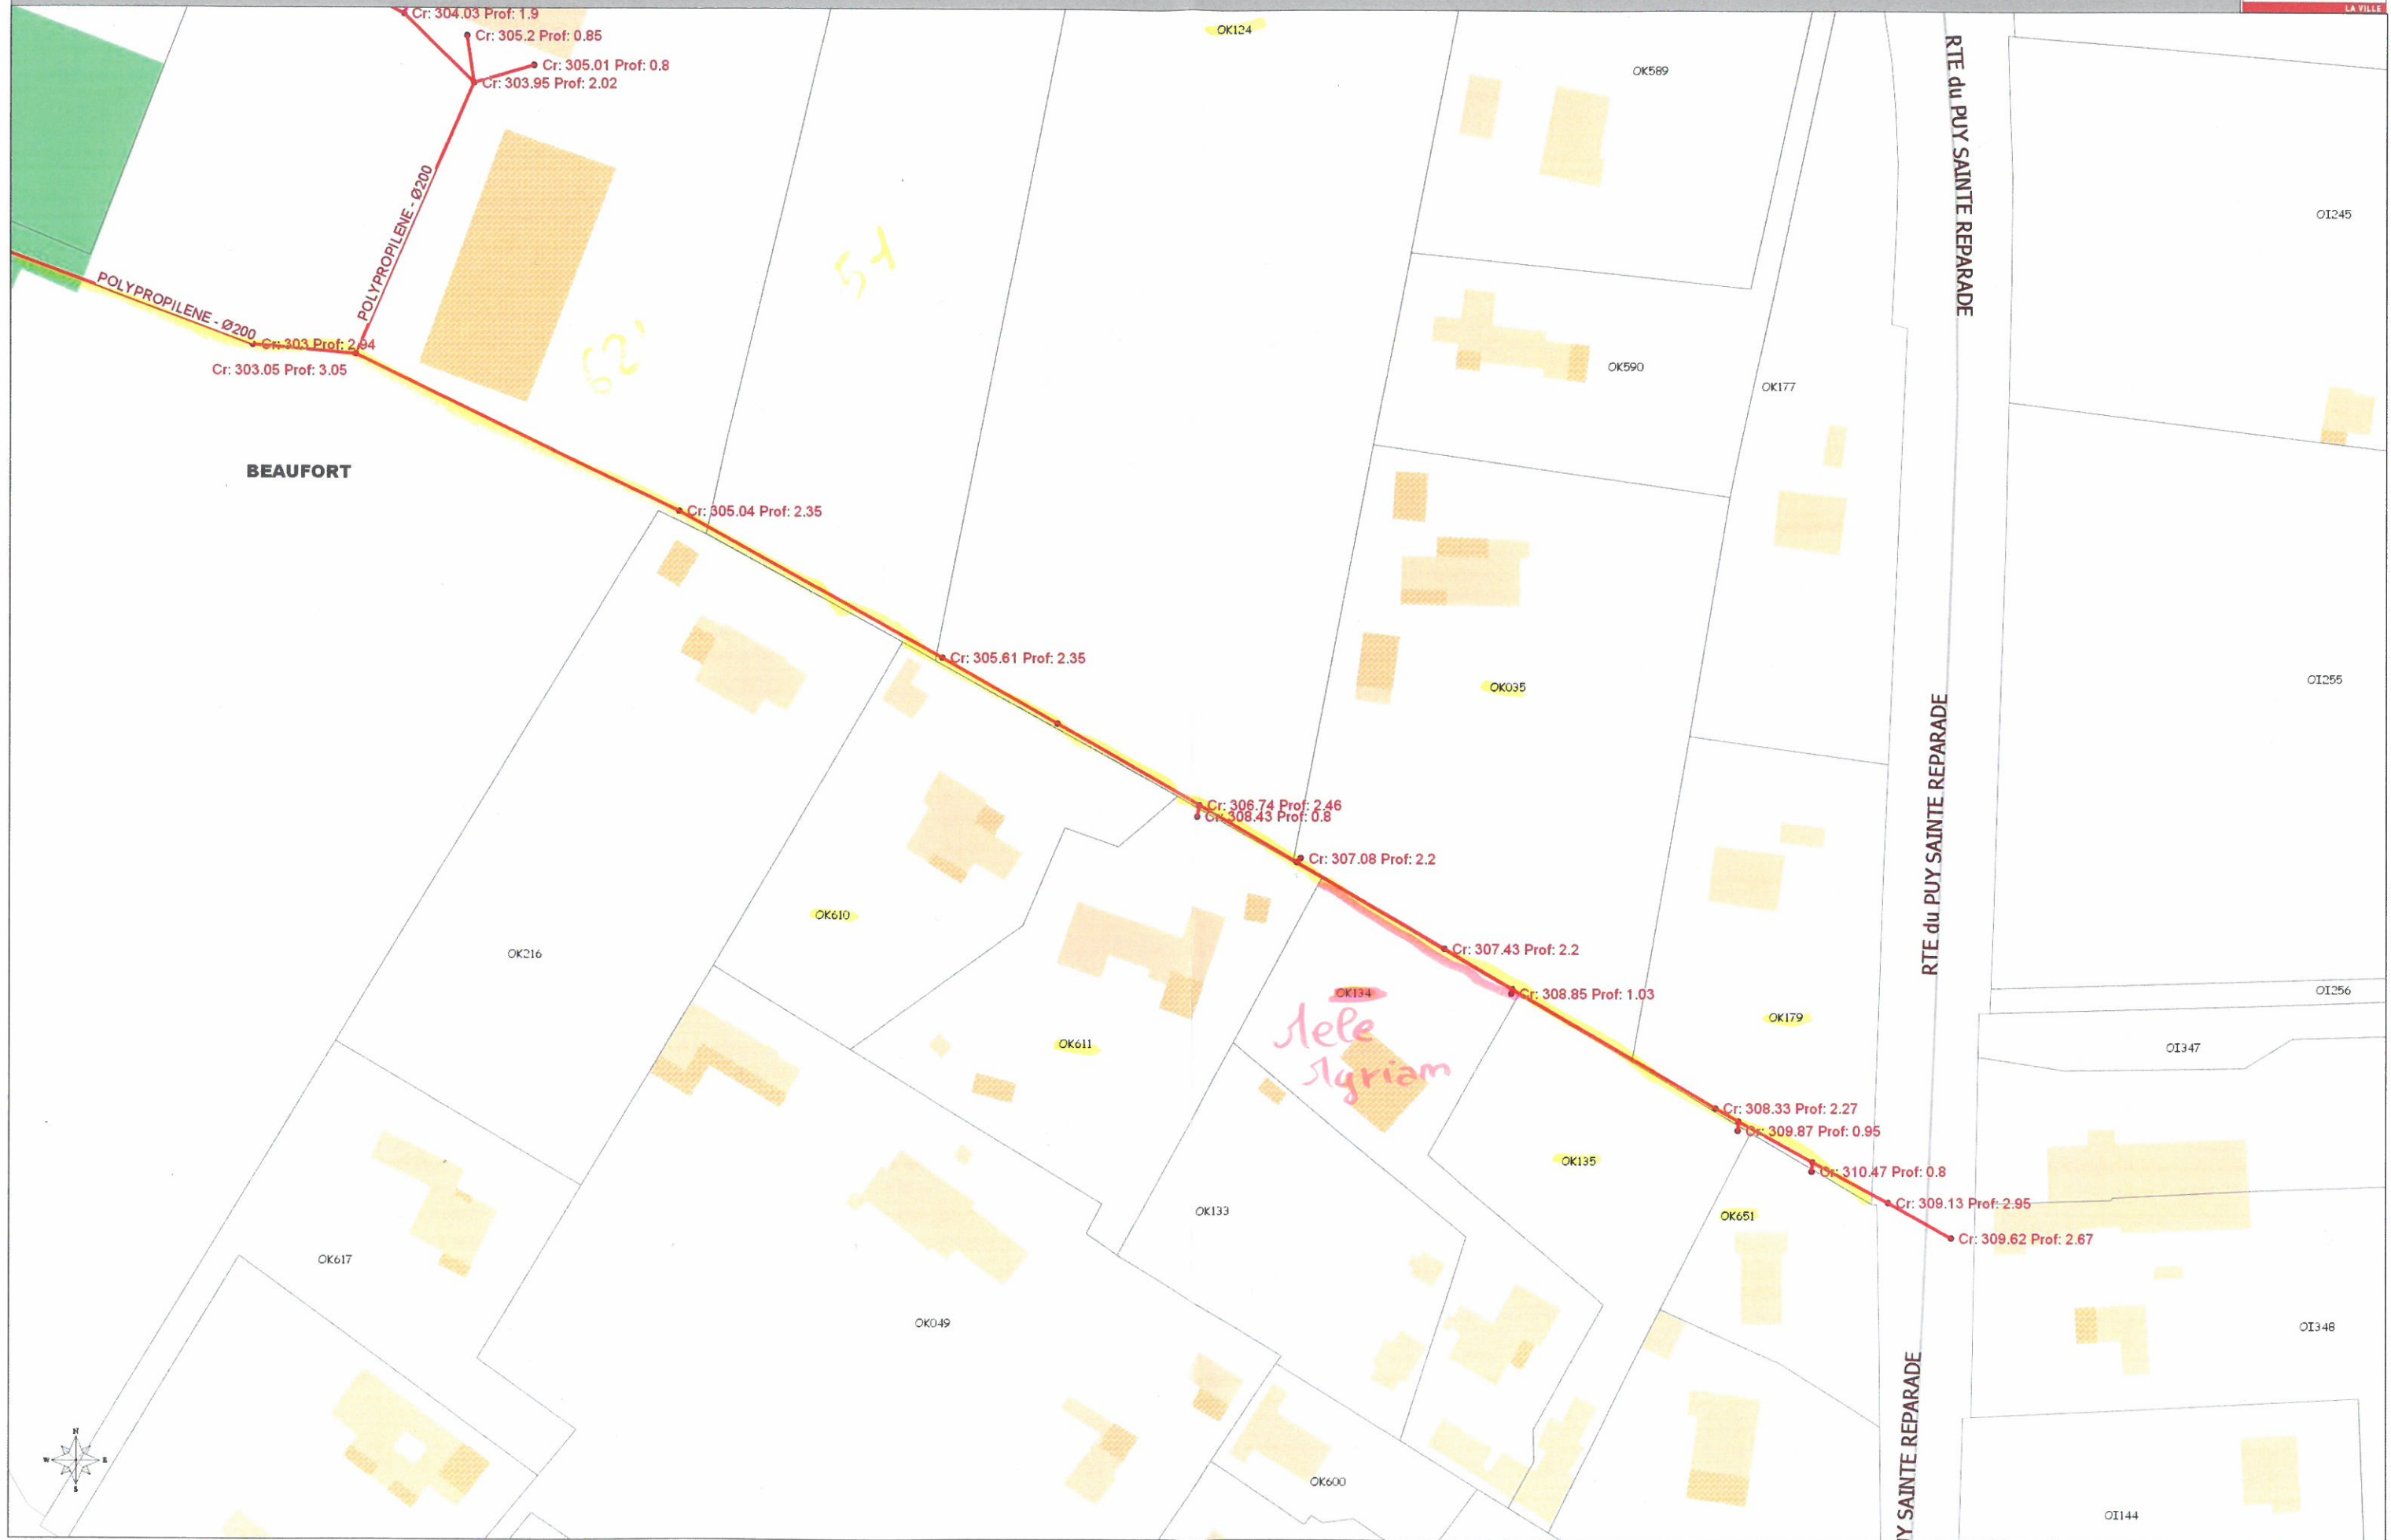 LA VILLE
Cr: 304.03 Prof: 1.9
OK124
Cr: 305.2 Prof: 0.85
Cr: 305.01 Prof: 0.8
OK589
Cr: 303.95 Prof: 2.02
RTE du PUY SAINTE REPARADE
OI245
POLYPROPILENE - Ø200
51
POLYPROPILENE - Ø200
Cr: 303 Prof: 2.94
Cr: 303.05 Prof: 3.05
62'
OK590
OK177
BEAUFORT
Cr: 305.04 Prof: 2.35
Cr: 305.61 Prof: 2.35
OK035
OI255
RTE du PUY SAINTE REPARADE
Cr: 306.74 Prof: 2.46
Cr: 308.43 Prof: 0.8
Cr: 307.08 Prof: 2.2
OK610
OK216
Cr: 307.43 Prof: 2.2
OK134
Cr: 308.85 Prof: 1.03
OI256
OK179
OK611
OI347
Cr: 308.33 Prof: 2.27
Cr: 309.87 Prof: 0.95
OK135
Cr: 310.47 Prof: 0.8
Cr: 309.13 Prof: 2.95
OK133
OK651
Cr: 309.62 Prof: 2.67
OK617
OK049
OI348
Y SAINTE REPARADE
N
W E
S
OK600
OI144